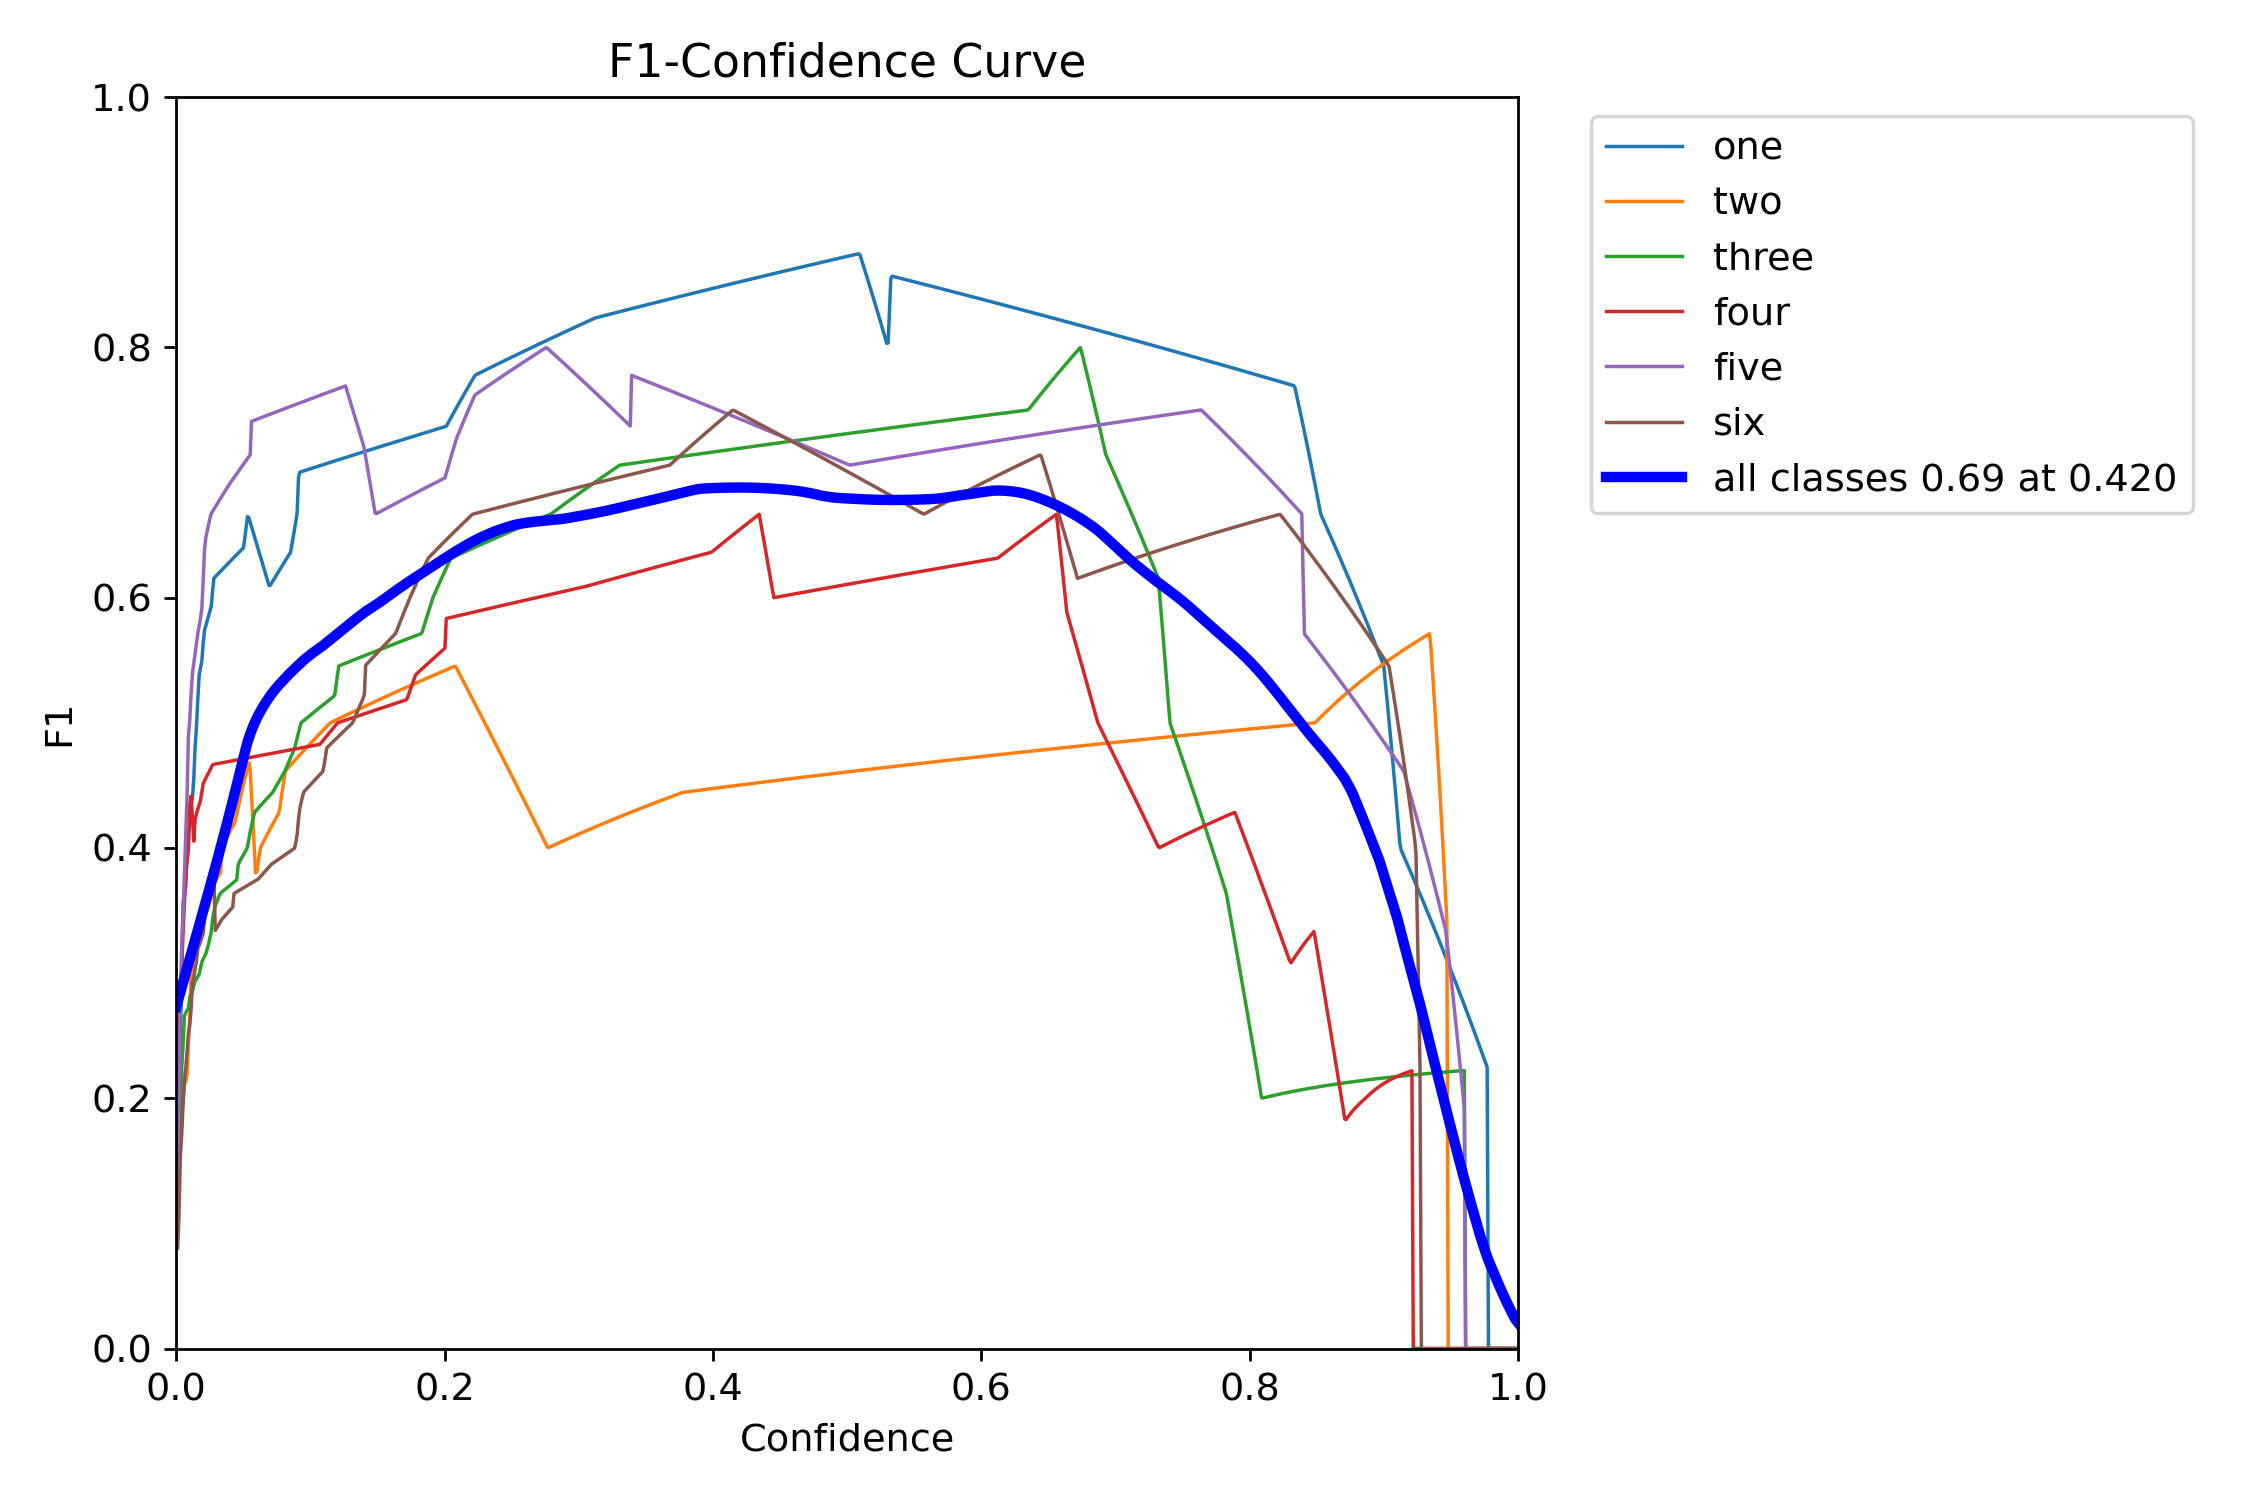 F1-Confidence Curve
1.0
0.8
0.6
0.4
0.2
0.0
F1
0.0 0.2 0.4 0.6 0.8 1.0
Confidence
one
two
three
four
five
six
all classes 0.69 at 0.420